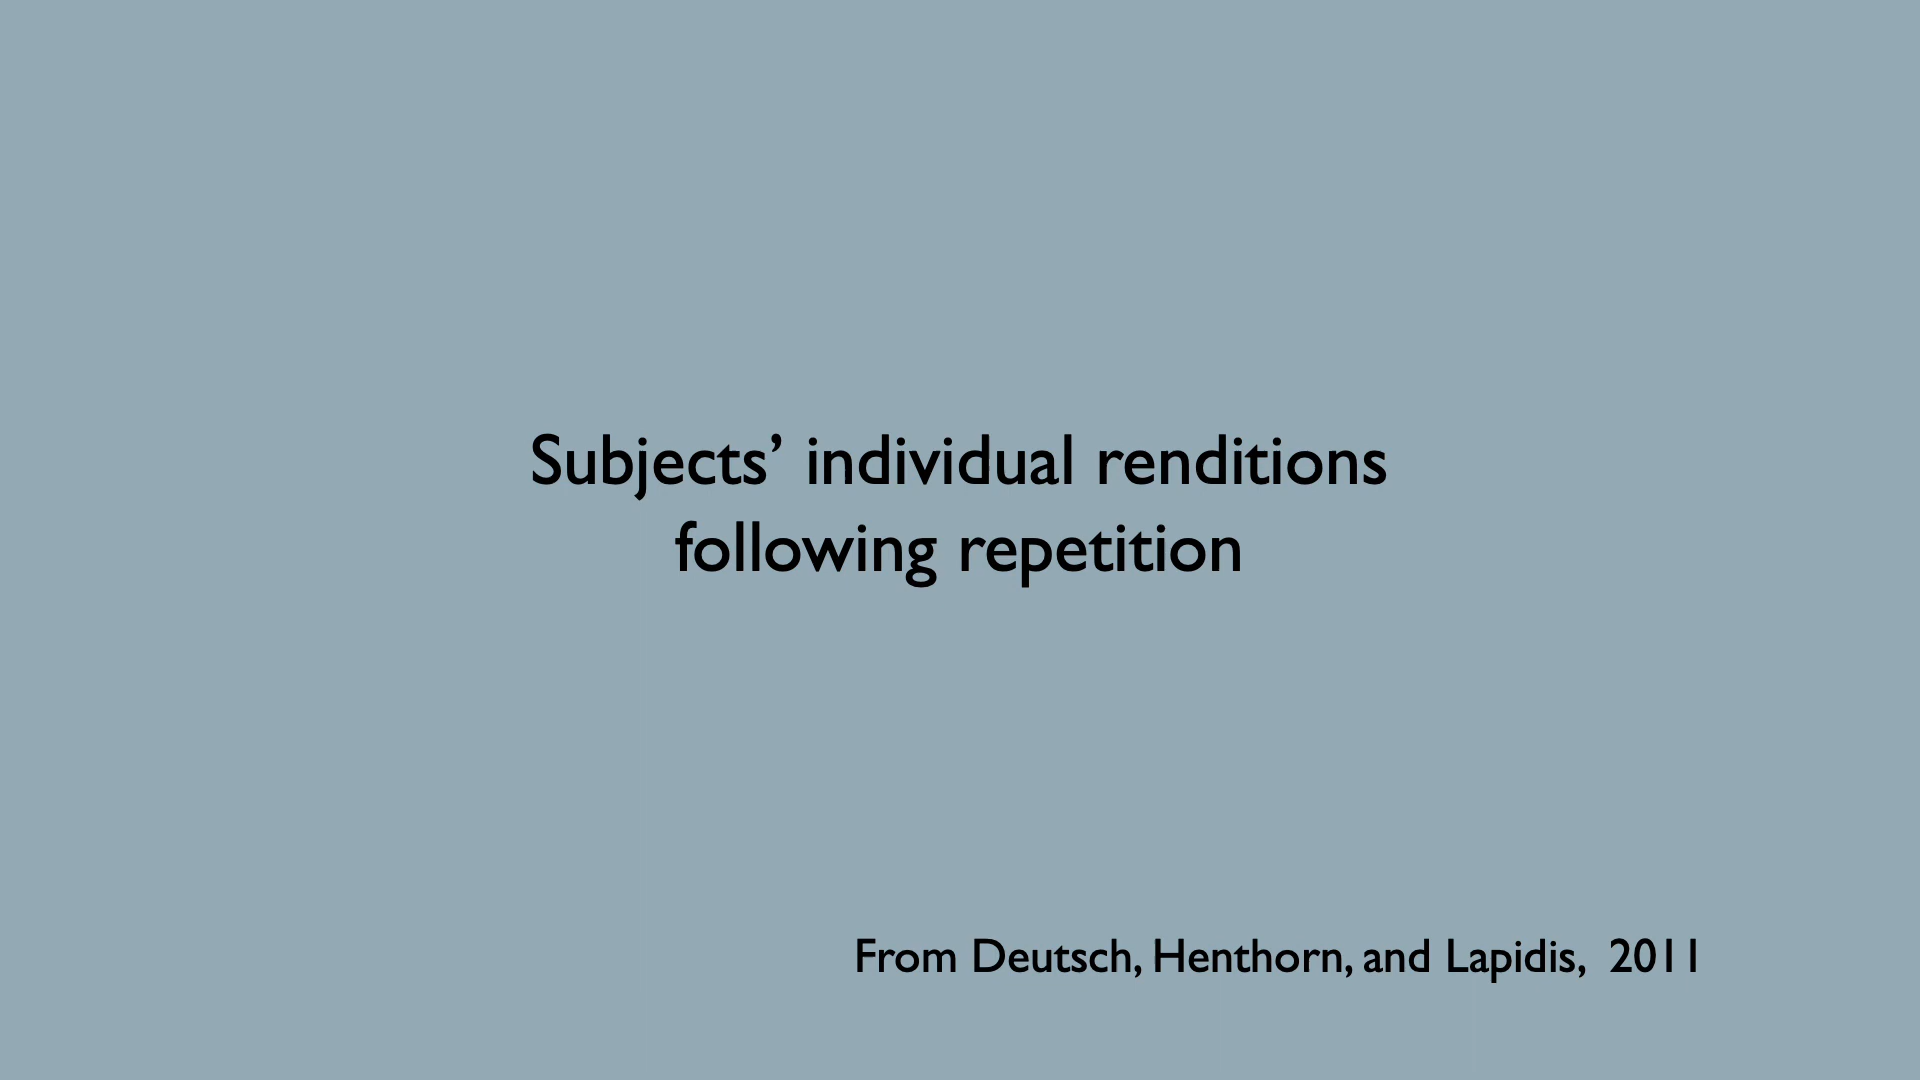 Subjects’ individual renditions
following repetition
From Deutsch, Henthorn, and Lapidis, 2011